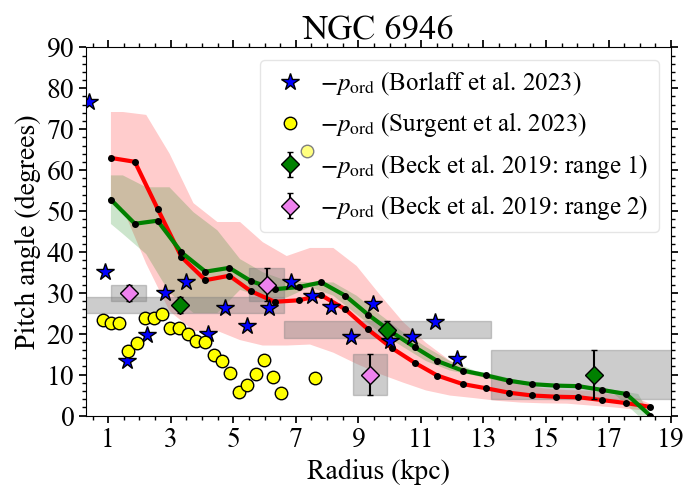 NGC 6946
Pitch angle (degrees)
90
80
70
60
50
40
30
20
10
0
−p_ord (Borlaff et al. 2023)
−p_ord (Surgent et al. 2023)
−p_ord (Beck et al. 2019: range 1)
−p_ord (Beck et al. 2019: range 2)
1 3 5 7 9 11 13 15 17 19
Radius (kpc)